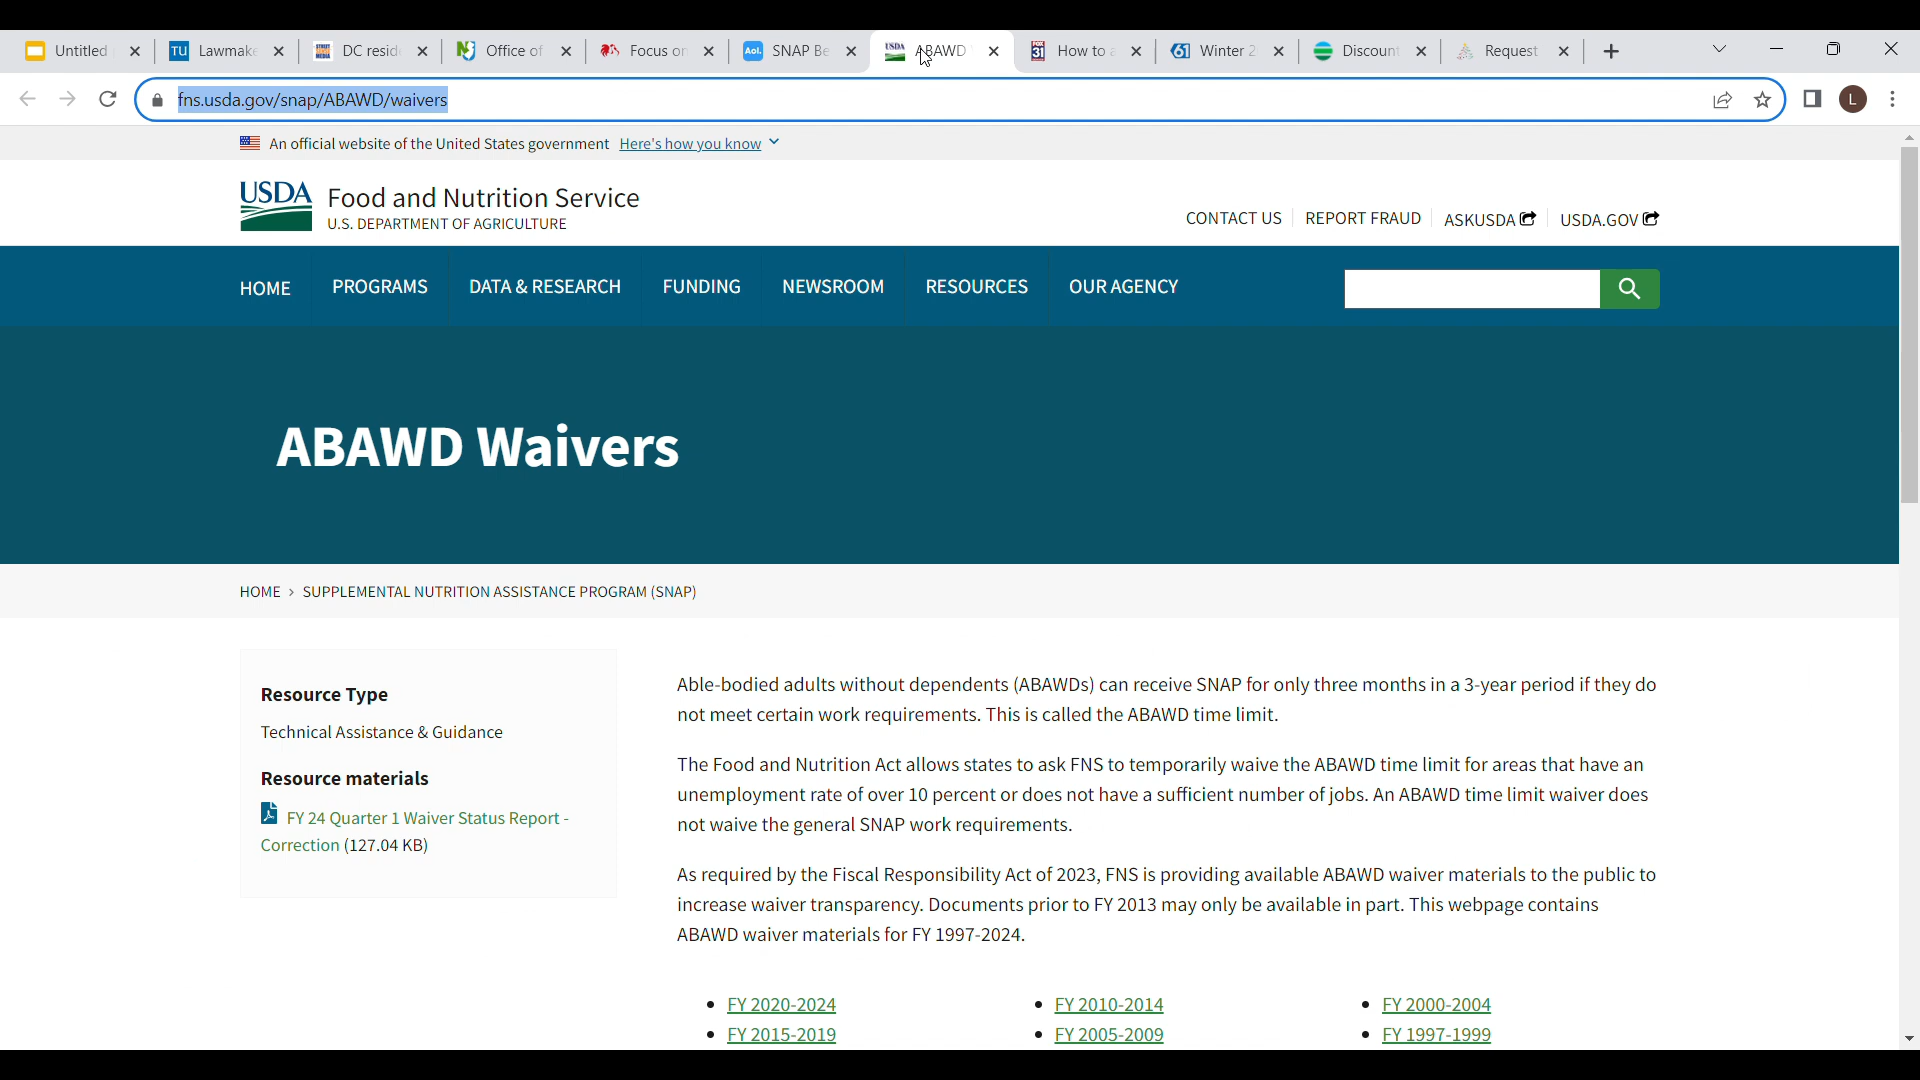 Untitled
Lawmake
DC resid
Office of
Focus on
Aol. SNAP Be
USDA ABAWD
How to a
61 Winter 2
Discount
Request
fns.usda.gov/snap/ABAWD/waivers
L
An official website of the United States government Here's how you know
USDA Food and Nutrition Service
U.S. DEPARTMENT OF AGRICULTURE
CONTACT US REPORT FRAUD ASKUSDA USDA.GOV
HOME PROGRAMS DATA & RESEARCH FUNDING NEWSROOM RESOURCES OUR AGENCY
ABAWD Waivers
HOME > SUPPLEMENTAL NUTRITION ASSISTANCE PROGRAM (SNAP)
Resource Type
Technical Assistance & Guidance
Resource materials
FY 24 Quarter 1 Waiver Status Report -
Correction (127.04 KB)
Able-bodied adults without dependents (ABAWDs) can receive SNAP for only three months in a 3-year period if they do
not meet certain work requirements. This is called the ABAWD time limit.
The Food and Nutrition Act allows states to ask FNS to temporarily waive the ABAWD time limit for areas that have an
unemployment rate of over 10 percent or does not have a sufficient number of jobs. An ABAWD time limit waiver does
not waive the general SNAP work requirements.
As required by the Fiscal Responsibility Act of 2023, FNS is providing available ABAWD waiver materials to the public to
increase waiver transparency. Documents prior to FY 2013 may only be available in part. This webpage contains
ABAWD waiver materials for FY 1997-2024.
• FY 2020-2024
• FY 2015-2019
• FY 2010-2014
• FY 2005-2009
• FY 2000-2004
• FY 1997-1999